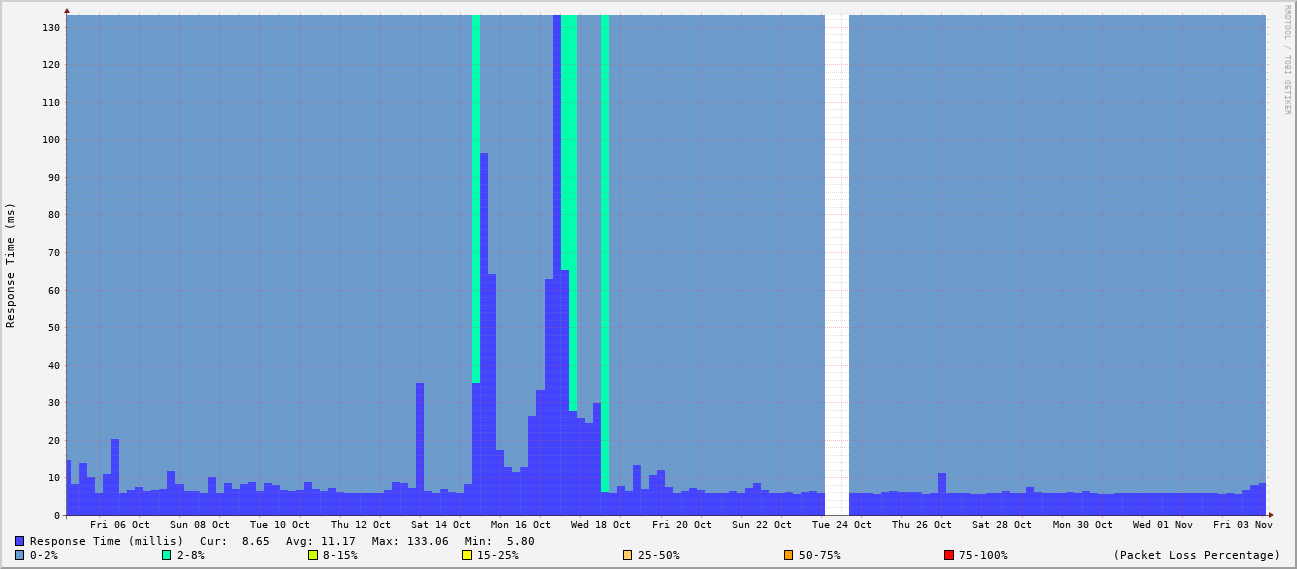 RRDTOOL / TOBI OETIKER
Response Time (ms)
130
120
110
100
90
80
70
60
50
40
30
20
10
0
Fri 06 Oct Sun 08 Oct Tue 10 Oct Thu 12 Oct Sat 14 Oct Mon 16 Oct Wed 18 Oct Fri 20 Oct Sun 22 Oct Tue 24 Oct Thu 26 Oct Sat 28 Oct Mon 30 Oct Wed 01 Nov Fri 03 Nov
Response Time (millis) Cur: 8.65 Avg: 11.17 Max: 133.06 Min: 5.80
0-2% 2-8% 8-15% 15-25% 25-50% 50-75% 75-100% (Packet Loss Percentage)